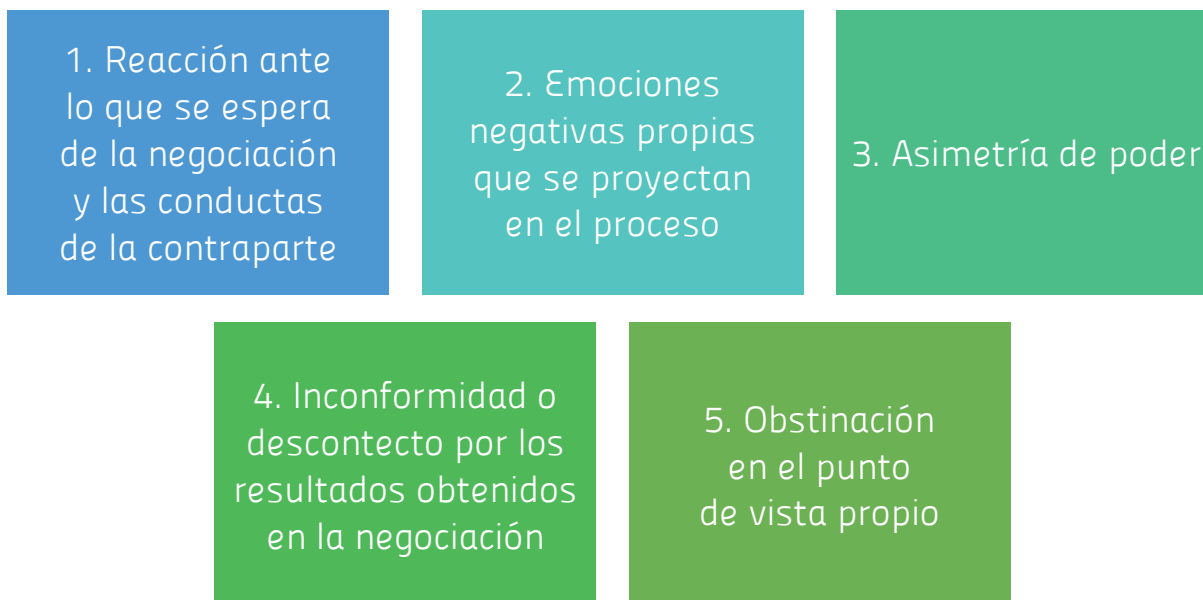 1. Reacción ante
lo que se espera
de la negociación
y las conductas
de la contraparte
2. Emociones
negativas propias
que se proyectan
en el proceso
3. Asimetría de poder
4. Inconformidad o
descontecto por los
resultados obtenidos
en la negociación
5. Obstinación
en el punto
de vista propio